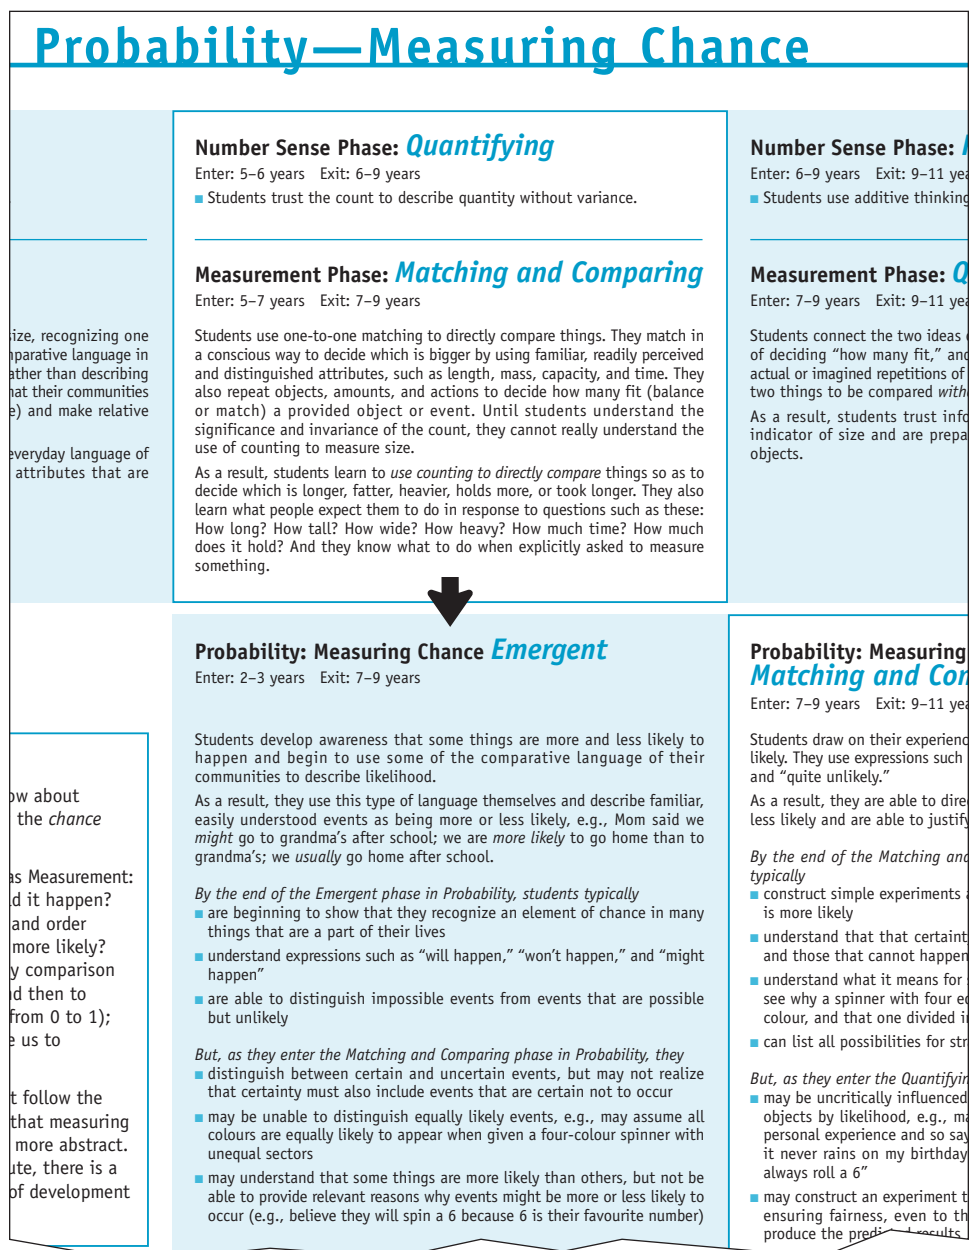 Probability—Measuring Chance
size, recognizing one
comparative language in
rather than describing
that their communities
e) and make relative
everyday language of
attributes that are
ow about
the chance
as Measurement:
d it happen?
and order
more likely?
y comparison
d then to
from 0 to 1);
e us to
t follow the
that measuring
more abstract.
ute, there is a
of development
Number Sense Phase: Quantifying
Enter: 5–6 years Exit: 6–9 years
■ Students trust the count to describe quantity without variance.
Measurement Phase: Matching and Comparing
Enter: 5–7 years Exit: 7–9 years
Students use one-to-one matching to directly compare things. They match in
a conscious way to decide which is bigger by using familiar, readily perceived
and distinguished attributes, such as length, mass, capacity, and time. They
also repeat objects, amounts, and actions to decide how many fit (balance
or match) a provided object or event. Until students understand the
significance and invariance of the count, they cannot really understand the
use of counting to measure size.
As a result, students learn to use counting to directly compare things so as to
decide which is longer, fatter, heavier, holds more, or took longer. They also
learn what people expect them to do in response to questions such as these:
How long? How tall? How wide? How heavy? How much time? How much
does it hold? And they know what to do when explicitly asked to measure
something.
Probability: Measuring Chance Emergent
Enter: 2–3 years Exit: 7–9 years
Students develop awareness that some things are more and less likely to
happen and begin to use some of the comparative language of their
communities to describe likelihood.
As a result, they use this type of language themselves and describe familiar,
easily understood events as being more or less likely, e.g., Mom said we
might go to grandma's after school; we are more likely to go home than to
grandma's; we usually go home after school.
By the end of the Emergent phase in Probability, students typically
■ are beginning to show that they recognize an element of chance in many
things that are a part of their lives
■ understand expressions such as “will happen,” “won't happen,” and “might
happen”
■ are able to distinguish impossible events from events that are possible
but unlikely
But, as they enter the Matching and Comparing phase in Probability, they
■ distinguish between certain and uncertain events, but may not realize
that certainty must also include events that are certain not to occur
■ may be unable to distinguish equally likely events, e.g., may assume all
colours are equally likely to appear when given a four-colour spinner with
unequal sectors
■ may understand that some things are more likely than others, but not be
able to provide relevant reasons why events might be more or less likely to
occur (e.g., believe they will spin a 6 because 6 is their favourite number)
Number Sense Phase:
Enter: 6–9 years Exit: 9–11 yea
■ Students use additive thinking
Measurement Phase: Q
Enter: 7–9 years Exit: 9–11 yea
Students connect the two ideas
of deciding “how many fit,” and
actual or imagined repetitions of
two things to be compared with
As a result, students trust info
indicator of size and are prepa
objects.
Probability: Measuring
Matching and Com
Enter: 7–9 years Exit: 9–11 yea
Students draw on their experienc
likely. They use expressions such
and “quite unlikely.”
As a result, they are able to dire
less likely and are able to justify
By the end of the Matching and
typically
■ construct simple experiments a
is more likely
■ understand that that certaint
and those that cannot happen
■ understand what it means for
see why a spinner with four eq
colour, and that one divided i
■ can list all possibilities for str
But, as they enter the Quantifyin
■ may be uncritically influenced
objects by likelihood, e.g., ma
personal experience and so say
it never rains on my birthday
always roll a 6”
■ may construct an experiment t
ensuring fairness, even to th
produce the predicted results